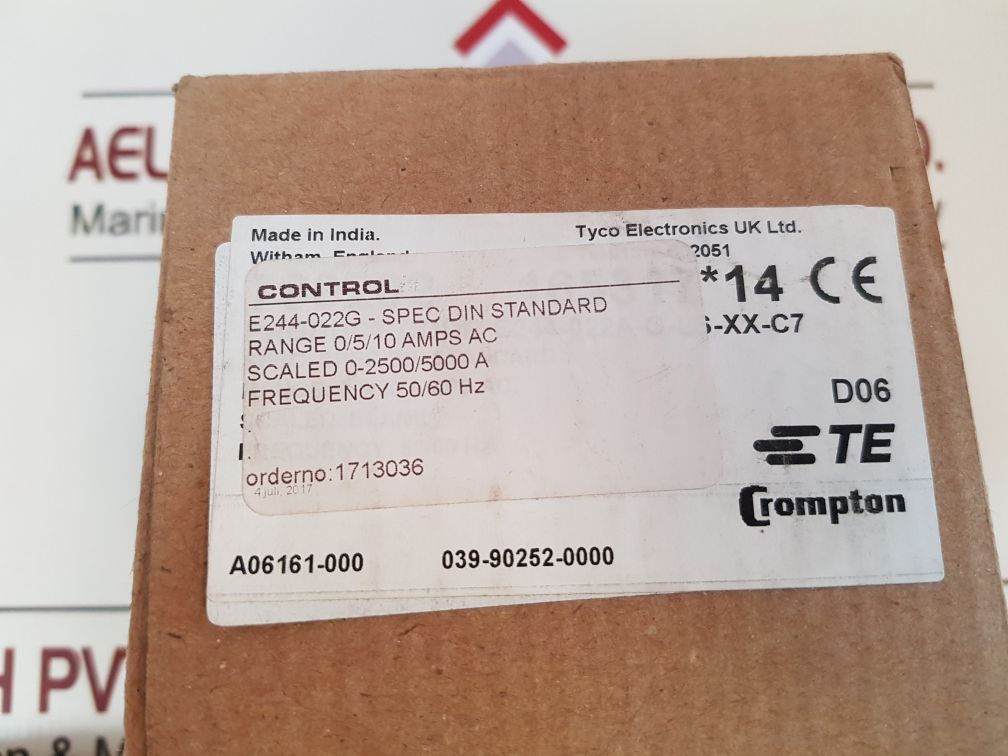 AEL
Marin
Made in India.
Tyco Electronics UK Ltd.
Witham, England
2051
*14 CE
CONTROL
E244-022G - SPEC DIN STANDARD
RANGE 0/5/10 AMPS AC
SCALED 0-2500/5000 A
FREQUENCY 50/60 Hz
-XX-C7
D06
TE
Crompton
orderno:1713036
4 juli, 2017
A06161-000
039-90252-0000
H PV
& M